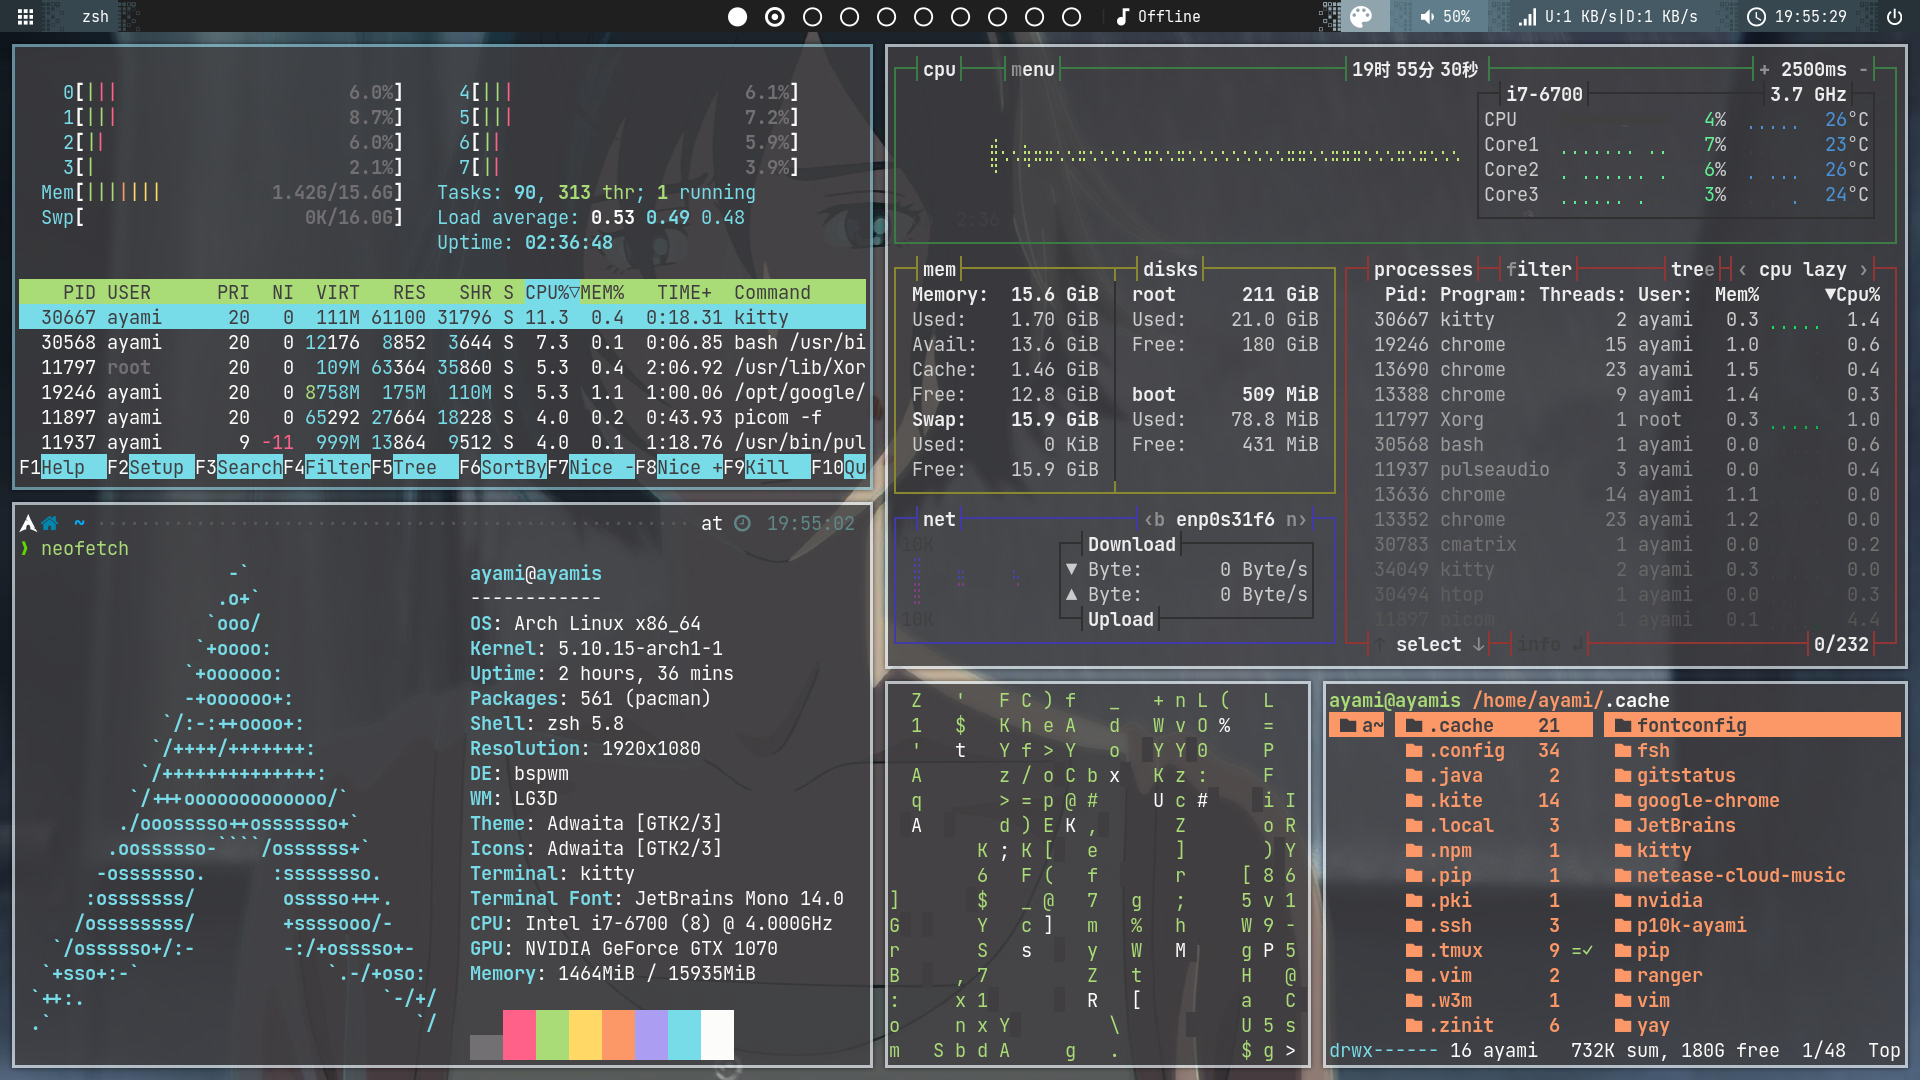 zsh
Offline
50%
U:1 KB/s|D:1 KB/s
19:55:29
0[||| 6.0%] 4[||| 6.1%]
1[||| 8.7%] 5[||| 7.2%]
2[|| 6.0%] 6[|| 5.9%]
3[| 2.1%] 7[|| 3.9%]
Mem[||||||| 1.42G/15.6G] Tasks: 90, 313 thr; 1 running
Swp[ 0K/16.0G] Load average: 0.53 0.49 0.48
Uptime: 02:36:48
PID USER PRI NI VIRT RES SHR S CPU%▽MEM% TIME+ Command
30667 ayami 20 0 111M 61100 31796 S 11.3 0.4 0:18.31 kitty
30568 ayami 20 0 12176 8852 3644 S 7.3 0.1 0:06.85 bash /usr/bi
11797 root 20 0 109M 63364 35860 S 5.3 0.4 2:06.92 /usr/lib/Xor
19246 ayami 20 0 8758M 175M 110M S 5.3 1.1 1:00.06 /opt/google/
11897 ayami 20 0 65292 27664 18228 S 4.0 0.2 0:43.93 picom -f
11937 ayami 9 -11 999M 13864 9512 S 4.0 0.1 1:18.76 /usr/bin/pul
F1Help F2Setup F3SearchF4FilterF5Tree F6SortByF7Nice -F8Nice +F9Kill F10Qu
~ at 19:55:02
❯ neofetch
ayami@ayamis
------------
OS: Arch Linux x86_64
Kernel: 5.10.15-arch1-1
Uptime: 2 hours, 36 mins
Packages: 561 (pacman)
Shell: zsh 5.8
Resolution: 1920x1080
DE: bspwm
WM: LG3D
Theme: Adwaita [GTK2/3]
Icons: Adwaita [GTK2/3]
Terminal: kitty
Terminal Font: JetBrains Mono 14.0
CPU: Intel i7-6700 (8) @ 4.000GHz
GPU: NVIDIA GeForce GTX 1070
Memory: 1464MiB / 15935MiB
cpu menu 19时 55分 30秒 + 2500ms -
i7-6700 3.7 GHz
CPU 4% 26°C
Core1 7% 23°C
Core2 6% 26°C
Core3 3% 24°C
2:36
mem disks
Memory: 15.6 GiB root 211 GiB
Used: 1.70 GiB Used: 21.0 GiB
Avail: 13.6 GiB Free: 180 GiB
Cache: 1.46 GiB
Free: 12.8 GiB boot 509 MiB
Swap: 15.9 GiB Used: 78.8 MiB
Used: 0 KiB Free: 431 MiB
Free: 15.9 GiB
net ‹b enp0s31f6 n›
10K
Download
▼ Byte: 0 Byte/s
▲ Byte: 0 Byte/s
10K
Upload
processes filter tree ‹ cpu lazy ›
Pid: Program: Threads: User: Mem% ▼Cpu%
30667 kitty 2 ayami 0.3 1.4
19246 chrome 15 ayami 1.0 0.6
13690 chrome 23 ayami 1.5 0.4
13388 chrome 9 ayami 1.4 0.3
11797 Xorg 1 root 0.3 1.0
30568 bash 1 ayami 0.0 0.6
11937 pulseaudio 3 ayami 0.0 0.4
13636 chrome 14 ayami 1.1 0.0
13352 chrome 23 ayami 1.2 0.0
30783 cmatrix 1 ayami 0.0 0.2
34049 kitty 2 ayami 0.3 0.0
30494 htop 1 ayami 0.0 0.3
11897 picom 1 ayami 0.1 4.4
↑ select ↓ info ↲ 0/232
Z ' F C ) f _ + n L ( L
1 $ K h e A d W v O % =
' t Y f > Y o Y Y 0 P
A z / o C b x K z : F
q > = p @ # U c # i I
A d ) E K , Z o R
K ; K [ e ] ) Y
6 F ( f r [ 8 6
] $ _ @ 7 g ; 5 v 1
G Y c ] m % h W 9 -
r S s y W M g P 5
B , 7 Z t H @
: x 1 R [ a C
o n x Y \ U 5 s
m S b d A g . $ g >
ayami@ayamis /home/ayami/.cache
a~ .cache 21 fontconfig
.config 34 fsh
.java 2 gitstatus
.kite 14 google-chrome
.local 3 JetBrains
.npm 1 kitty
.pip 1 netease-cloud-music
.pki 1 nvidia
.ssh 3 p10k-ayami
.tmux 9 =✓ pip
.vim 2 ranger
.w3m 1 vim
.zinit 6 yay
drwx------ 16 ayami 732K sum, 180G free 1/48 Top